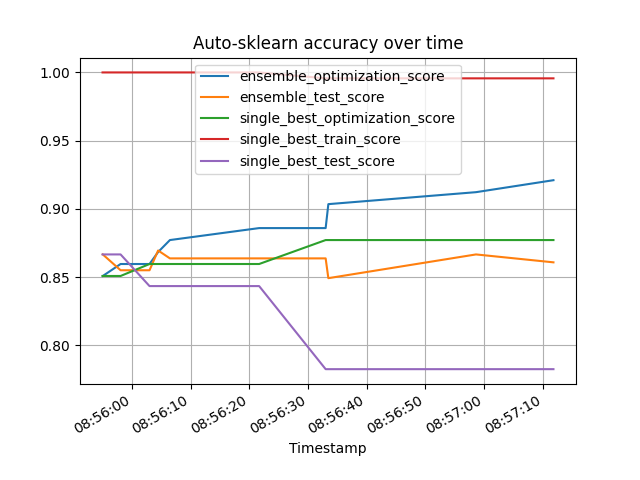 Auto-sklearn accuracy over time
1.00
0.95
0.90
0.85
0.80
ensemble_optimization_score
ensemble_test_score
single_best_optimization_score
single_best_train_score
single_best_test_score
08:56:00
08:56:10
08:56:20
08:56:30
08:56:40
08:56:50
08:57:00
08:57:10
Timestamp